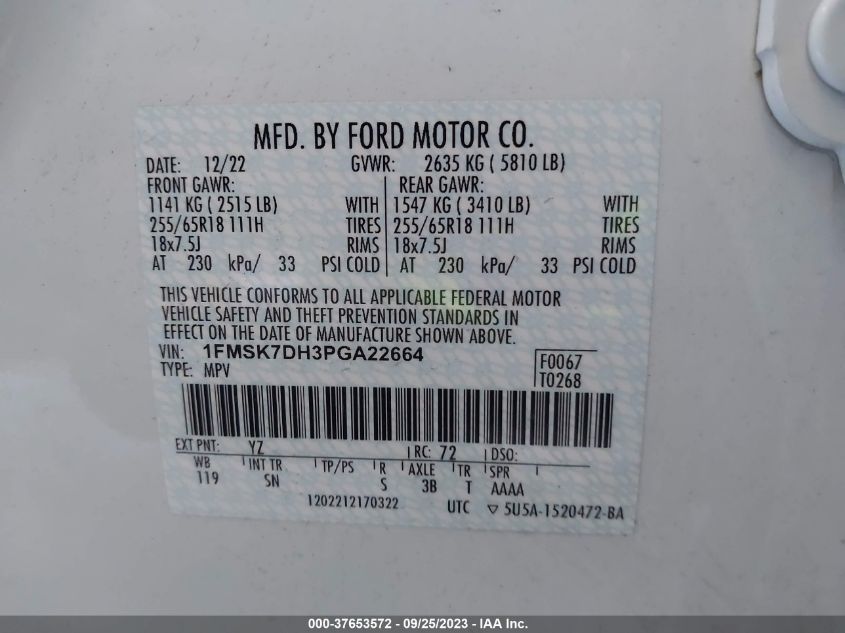 MFD. BY FORD MOTOR CO.
DATE: 12/22 GVWR: 2635 KG ( 5810 LB)
FRONT GAWR: REAR GAWR:
1141 KG ( 2515 LB) WITH 1547 KG ( 3410 LB) WITH
255/65R18 111H TIRES 255/65R18 111H TIRES
18x7.5J RIMS 18x7.5J RIMS
AT 230 kPa/ 33 PSI COLD AT 230 kPa/ 33 PSI COLD
THIS VEHICLE CONFORMS TO ALL APPLICABLE FEDERAL MOTOR
VEHICLE SAFETY AND THEFT PREVENTION STANDARDS IN
EFFECT ON THE DATE OF MANUFACTURE SHOWN ABOVE.
VIN: 1FMSK7DH3PGA22664 F0067
TYPE: MPV T0268
EXT PNT: YZ RC: 72 DSO:
WB INT TR TP/PS R AXLE TR SPR
119 SN S 3B T AAAA
1202212170322 UTC ▽ 5U5A-1520472-BA
000-37653572 / 09/25/2023 - IAA Inc.